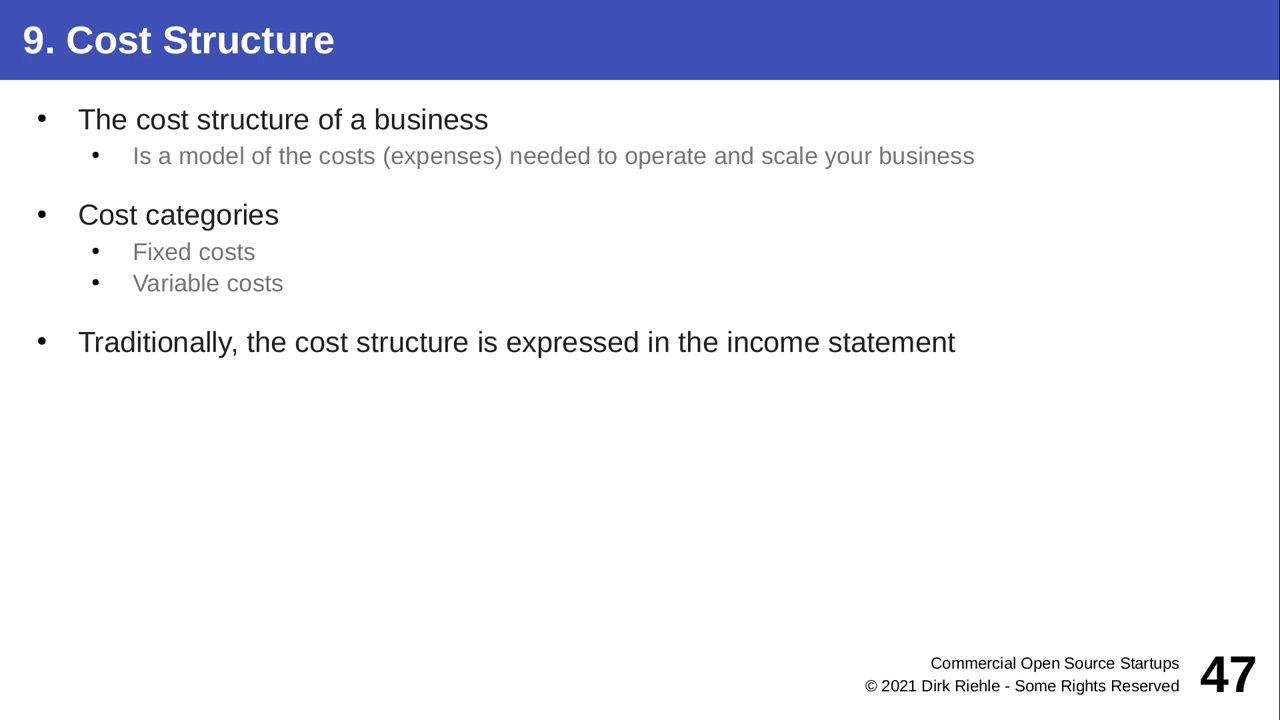 9. Cost Structure
• The cost structure of a business
• Is a model of the costs (expenses) needed to operate and scale your business
• Cost categories
• Fixed costs
• Variable costs
• Traditionally, the cost structure is expressed in the income statement
Commercial Open Source Startups
© 2021 Dirk Riehle - Some Rights Reserved
47